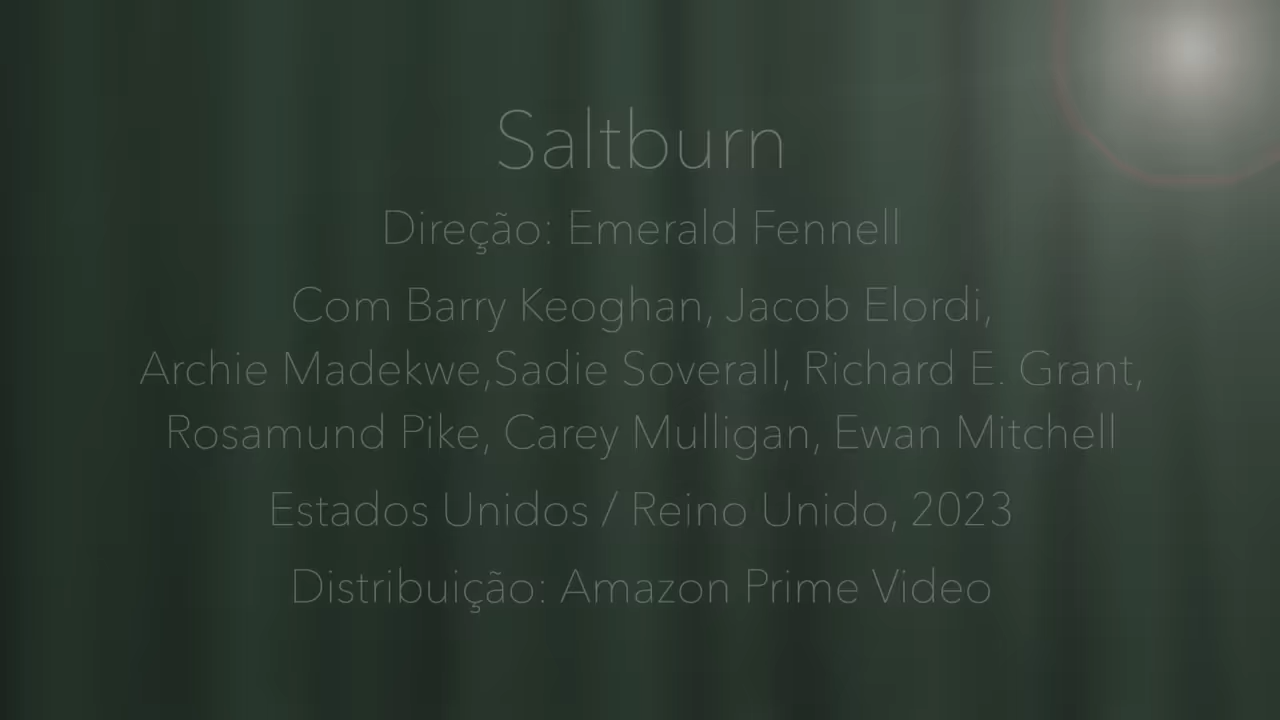 Saltburn
Direção: Emerald Fennell
Com Barry Keoghan, Jacob Elordi,
Archie Madekwe,Sadie Soverall, Richard E. Grant,
Rosamund Pike, Carey Mulligan, Ewan Mitchell
Estados Unidos / Reino Unido, 2023
Distribuição: Amazon Prime Video